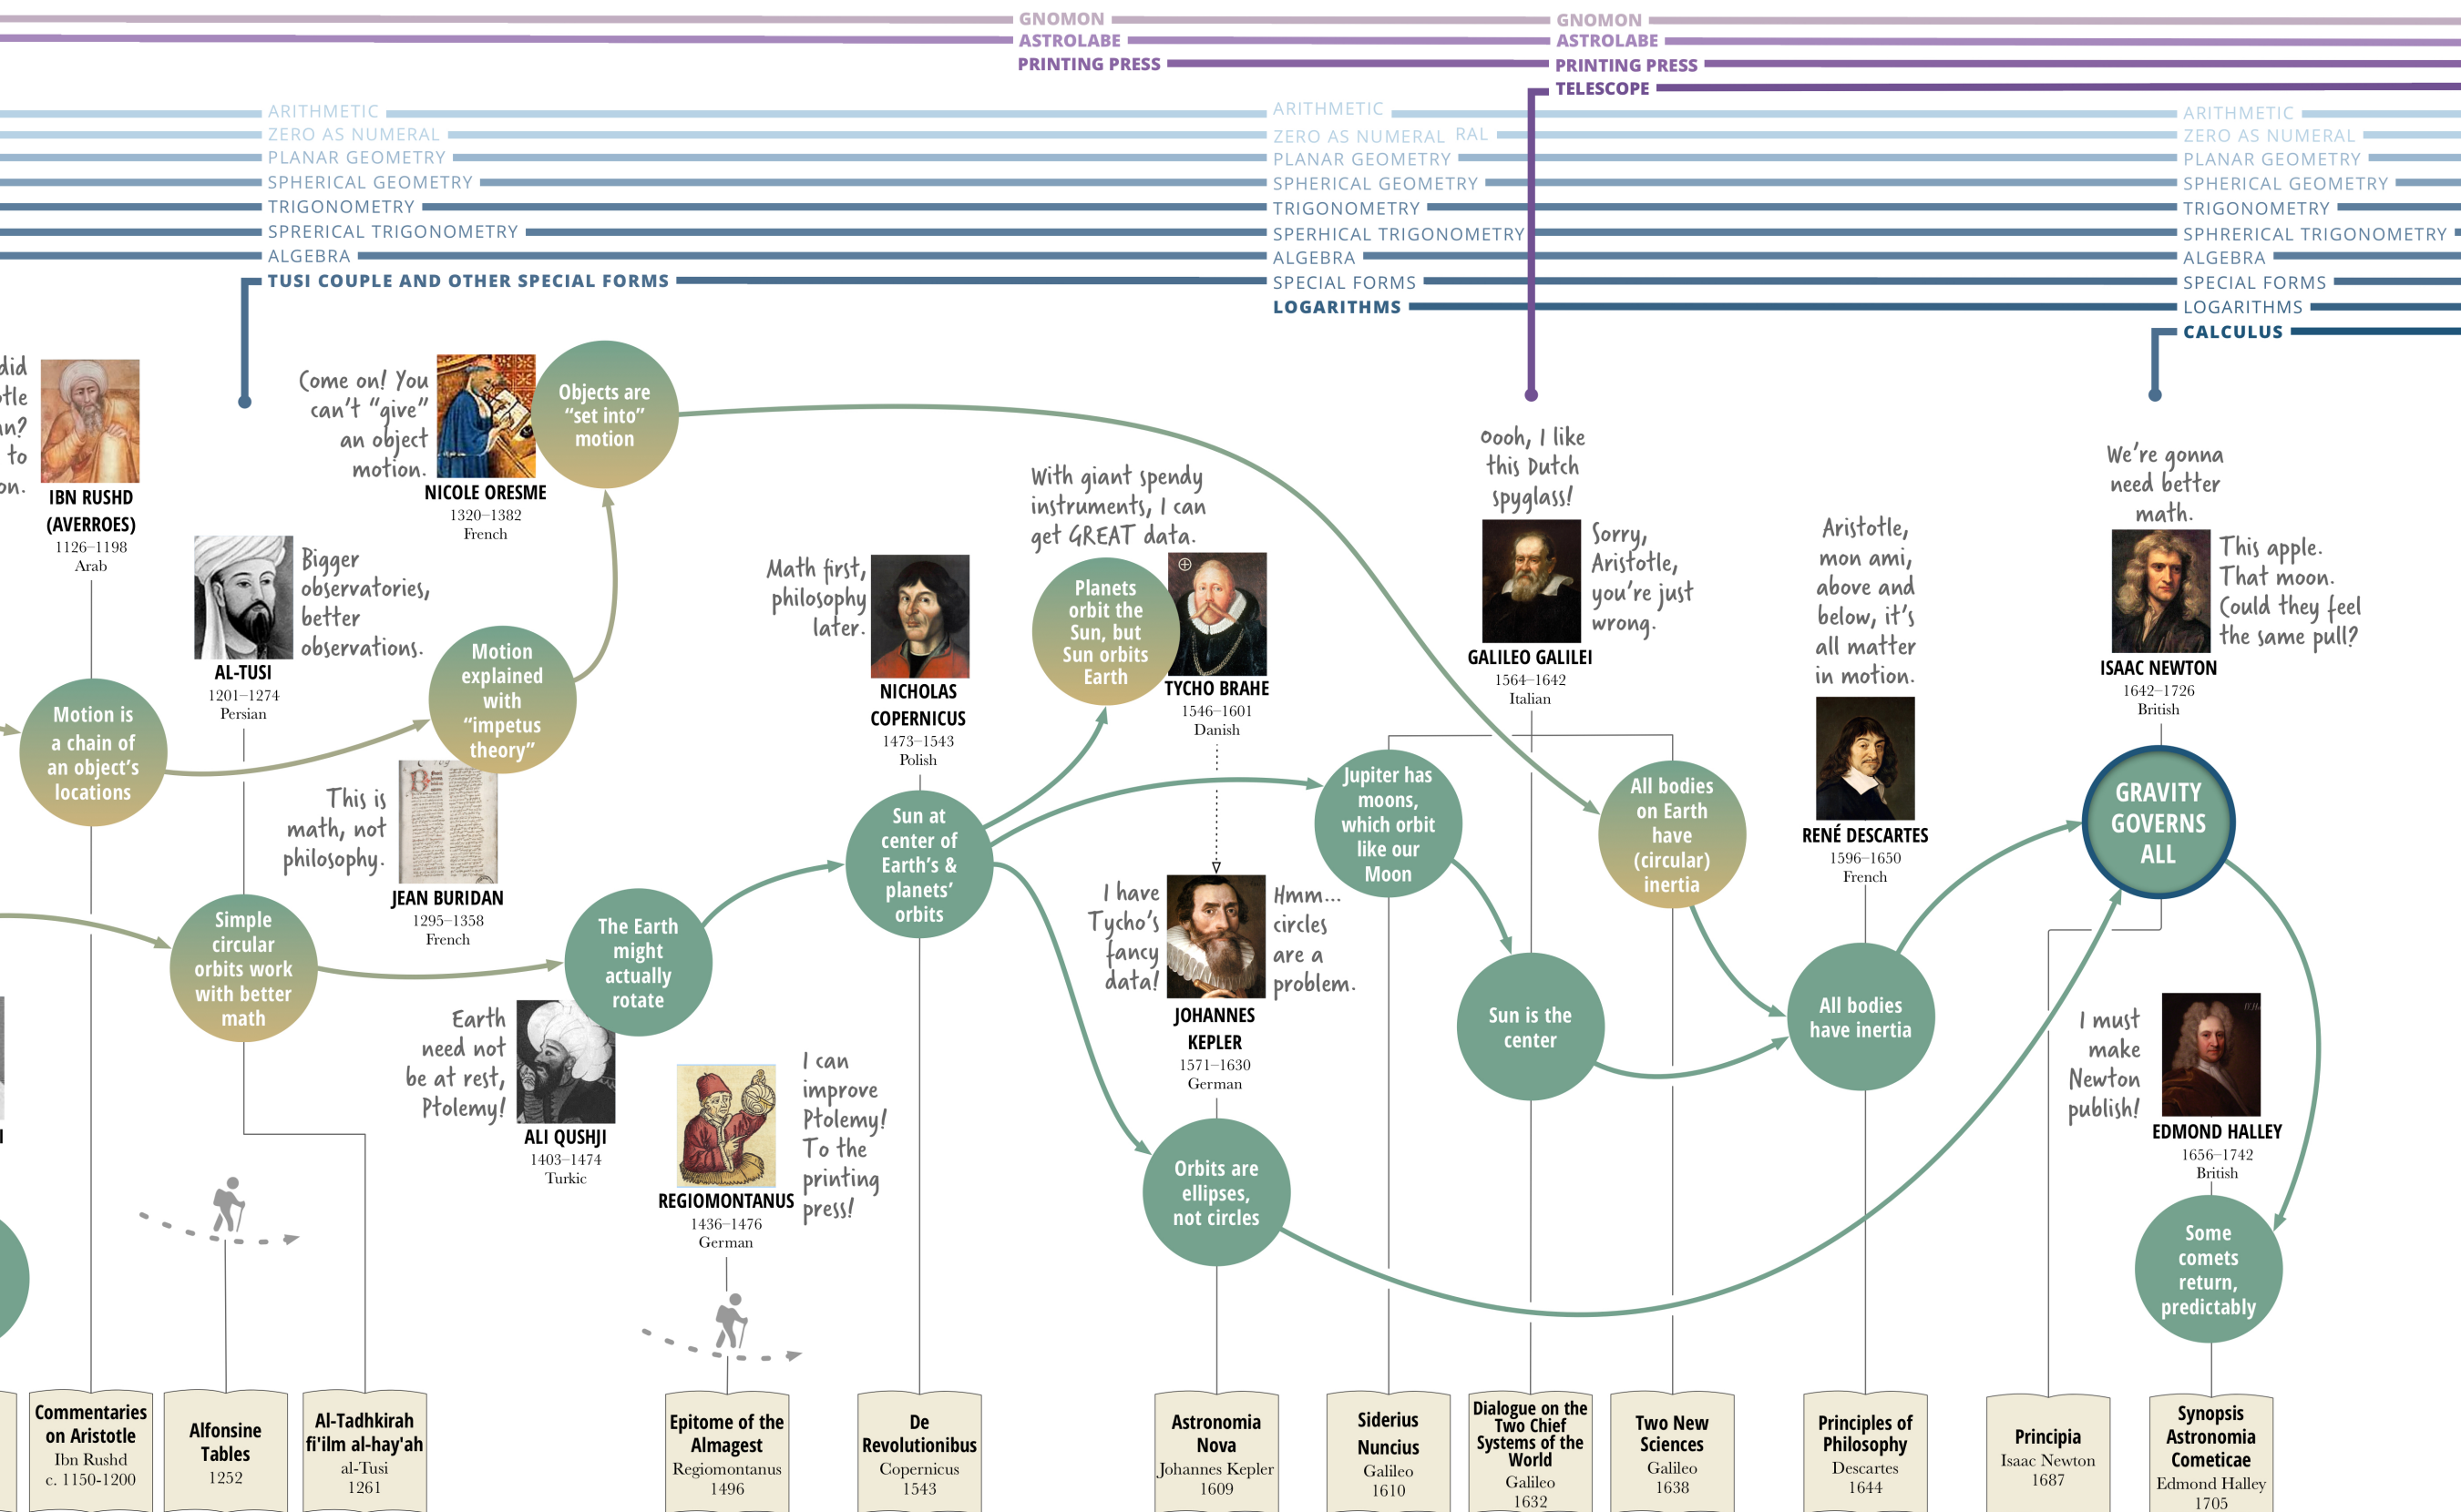 GNOMON
GNOMON
ASTROLABE
ASTROLABE
PRINTING PRESS
PRINTING PRESS
TELESCOPE
ARITHMETIC
ZERO AS NUMERAL
PLANAR GEOMETRY
SPHERICAL GEOMETRY
TRIGONOMETRY
SPRERICAL TRIGONOMETRY
ALGEBRA
TUSI COUPLE AND OTHER SPECIAL FORMS
ARITHMETIC
ZERO AS NUMERAL RAL
PLANAR GEOMETRY
SPHERICAL GEOMETRY
TRIGONOMETRY
SPERHICAL TRIGONOMETRY
ALGEBRA
SPECIAL FORMS
LOGARITHMS
ARITHMETIC
ZERO AS NUMERAL
PLANAR GEOMETRY
SPHERICAL GEOMETRY
TRIGONOMETRY
SPHRERICAL TRIGONOMETRY
ALGEBRA
SPECIAL FORMS
LOGARITHMS
CALCULUS
did
otle
an?
to
on.
IBN RUSHD
(AVERROES)
1126–1198
Arab
Motion is
a chain of
an object's
locations
Bigger
observatories,
better
observations.
AL-TUSI
1201–1274
Persian
Simple
circular
orbits work
with better
math
Come on! You
can't "give"
an object
motion.
NICOLE ORESME
1320–1382
French
Objects are
"set into"
motion
Motion
explained
with
"impetus
theory"
This is
math, not
philosophy.
JEAN BURIDAN
1295–1358
French
The Earth
might
actually
rotate
Earth
need not
be at rest,
Ptolemy!
ALI QUSHJI
1403–1474
Turkic
I can
improve
Ptolemy!
To the
printing
press!
REGIOMONTANUS
1436–1476
German
Math first,
philosophy
later.
NICHOLAS
COPERNICUS
1473–1543
Polish
Sun at
center of
Earth's &
planets'
orbits
With giant spendy
instruments, I can
get GREAT data.
Planets
orbit the
Sun, but
Sun orbits
Earth
TYCHO BRAHE
1546–1601
Danish
I have
Tycho's
fancy
data!
Hmm...
circles
are a
problem.
JOHANNES
KEPLER
1571–1630
German
Orbits are
ellipses,
not circles
Oooh, I like
this Dutch
spyglass!
Sorry,
Aristotle,
you're just
wrong.
GALILEO GALILEI
1564–1642
Italian
Jupiter has
moons,
which orbit
like our
Moon
All bodies
on Earth
have
(circular)
inertia
Sun is the
center
Aristotle,
mon ami,
above and
below, it's
all matter
in motion.
RENÉ DESCARTES
1596–1650
French
All bodies
have inertia
We're gonna
need better
math.
This apple.
That moon.
Could they feel
the same pull?
ISAAC NEWTON
1642–1726
British
GRAVITY
GOVERNS
ALL
I must
make
Newton
publish!
EDMOND HALLEY
1656–1742
British
Some
comets
return,
predictably
Commentaries
on Aristotle
Ibn Rushd
c. 1150-1200
Alfonsine
Tables
1252
Al-Tadhkirah
fi'ilm al-hay'ah
al-Tusi
1261
Epitome of the
Almagest
Regiomontanus
1496
De
Revolutionibus
Copernicus
1543
Astronomia
Nova
Johannes Kepler
1609
Siderius
Nuncius
Galileo
1610
Dialogue on the
Two Chief
Systems of the
World
Galileo
1632
Two New
Sciences
Galileo
1638
Principles of
Philosophy
Descartes
1644
Principia
Isaac Newton
1687
Synopsis
Astronomia
Cometicae
Edmond Halley
1705